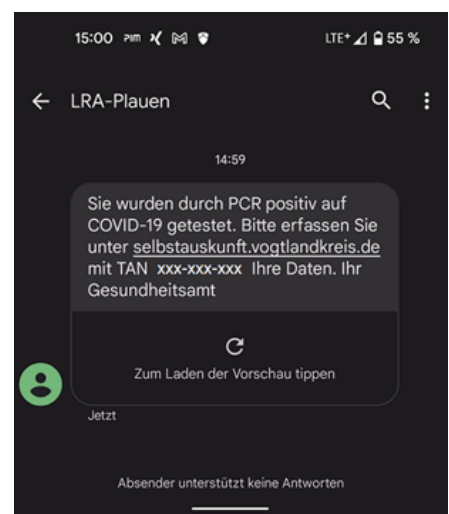 15:00
LTE+ 55 %
LRA-Plauen
14:59
Sie wurden durch PCR positiv auf
COVID-19 getestet. Bitte erfassen Sie
unter selbstauskunft.vogtlandkreis.de
mit TAN xxx-xxx-xxx Ihre Daten. Ihr
Gesundheitsamt
Zum Laden der Vorschau tippen
Jetzt
Absender unterstützt keine Antworten